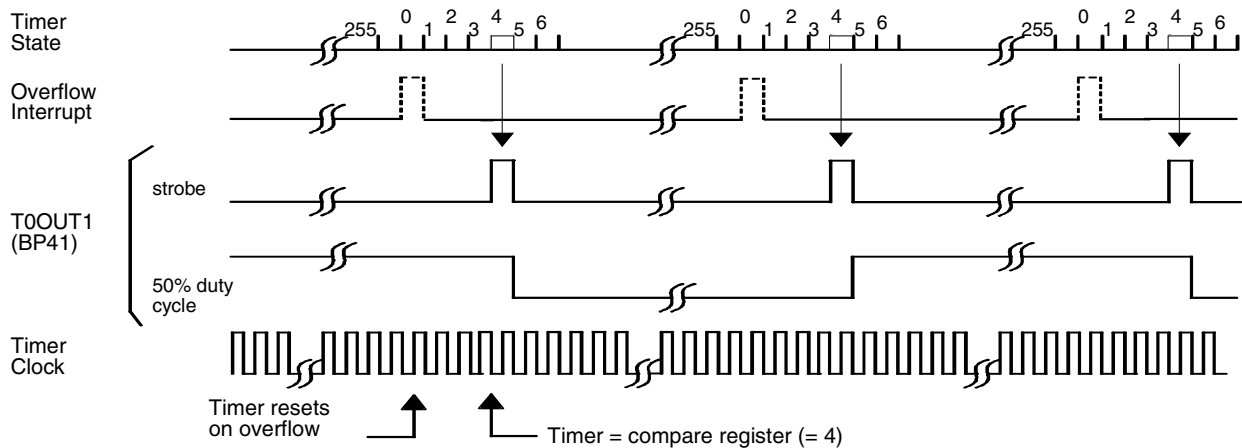 Timer
State
255 0 1 2 3 4 5 6 255 0 1 2 3 4 5 6 255 0 1 2 3 4 5 6
Overflow
Interrupt
strobe
T0OUT1
(BP41)
50% duty
cycle
Timer
Clock
Timer resets
on overflow
Timer = compare register (= 4)